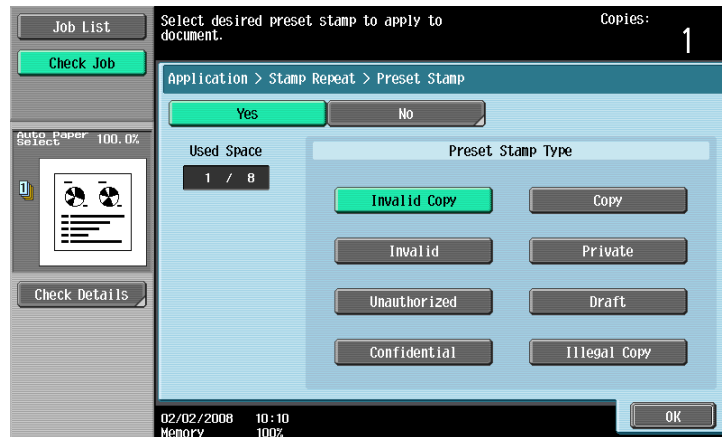 Job List
Check Job
Select desired preset stamp to apply to
document.
Copies:
1
Application > Stamp Repeat > Preset Stamp
Yes
No
Auto Paper
Select
100.0%
1
Check Details
Used Space
1 / 8
Preset Stamp Type
Invalid Copy
Copy
Invalid
Private
Unauthorized
Draft
Confidential
Illegal Copy
02/02/2008 10:10
Memory 100%
OK